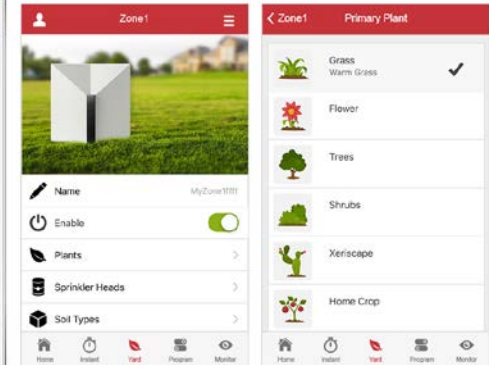 Zone1
Name
MyZone1ffff
Enable
Plants
Sprinkler Heads
Soil Types
Home
Instant
Yard
Program
Monitor
Zone1
Primary Plant
Grass
Warm Grass
Flower
Trees
Shrubs
Xeriscape
Home Crop
Home
Instant
Yard
Program
Monitor